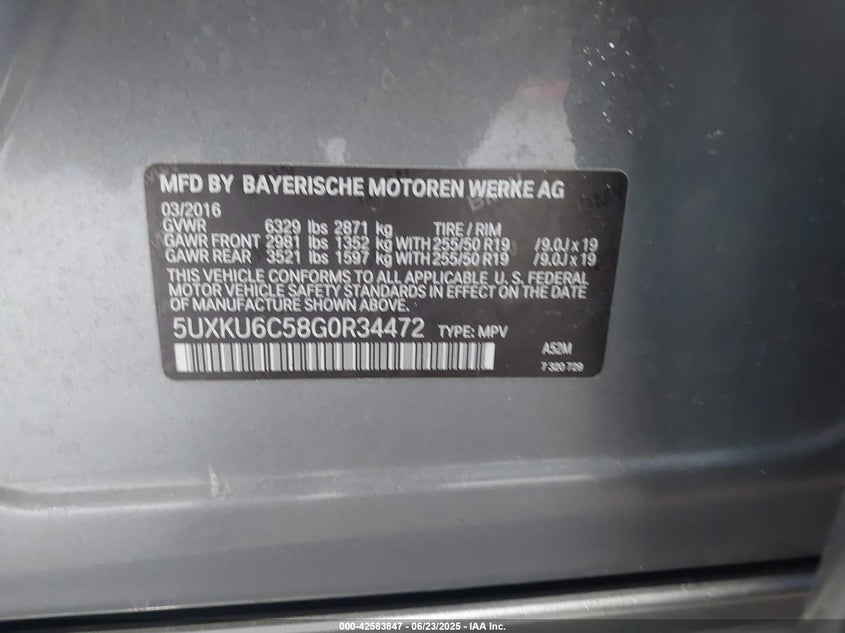 MFD BY BAYERISCHE MOTOREN WERKE AG
03/2016
GVWR 6329 lbs 2871 kg TIRE / RIM
GAWR FRONT 2981 lbs 1352 kg WITH 255/50 R19 /9.0J x 19
GAWR REAR 3521 lbs 1597 kg WITH 255/50 R19 /9.0J x 19
THIS VEHICLE CONFORMS TO ALL APPLICABLE U. S. FEDERAL
MOTOR VEHICLE SAFETY STANDARDS IN EFFECT ON THE DATE
OF MANUFACTURE SHOWN ABOVE.
5UXKU6C58G0R34472 TYPE: MPV
A52M
7 320 729
000-42583847 - 06/23/2025 - IAA Inc.